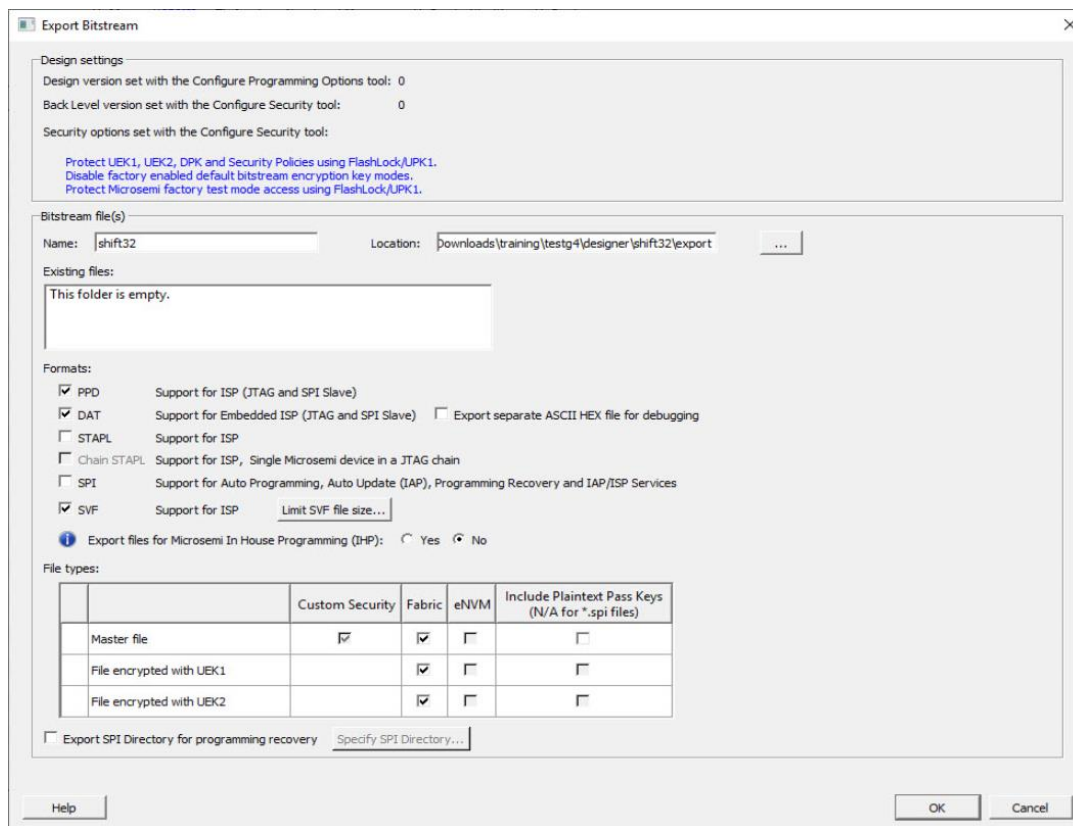 Export Bitstream
Design settings
Design version set with the Configure Programming Options tool: 0
Back Level version set with the Configure Security tool: 0
Security options set with the Configure Security tool:
Protect UEK1, UEK2, DPK and Security Policies using FlashLock/UPK1.
Disable factory enabled default bitstream encryption key modes.
Protect Microsemi factory test mode access using FlashLock/UPK1.
Bitstream file(s)
Name: shift32 Location: Downloads\training\testg4\designer\shift32\export ...
Existing files:
This folder is empty.
Formats:
PPD Support for ISP (JTAG and SPI Slave)
DAT Support for Embedded ISP (JTAG and SPI Slave) Export separate ASCII HEX file for debugging
STAPL Support for ISP
Chain STAPL Support for ISP, Single Microsemi device in a JTAG chain
SPI Support for Auto Programming, Auto Update (IAP), Programming Recovery and IAP/ISP Services
SVF Support for ISP Limit SVF file size...
Export files for Microsemi In House Programming (IHP): Yes No
File types:
Custom Security Fabric eNVM Include Plaintext Pass Keys
(N/A for *.spi files)
Master file
File encrypted with UEK1
File encrypted with UEK2
Export SPI Directory for programming recovery Specify SPI Directory...
Help OK Cancel